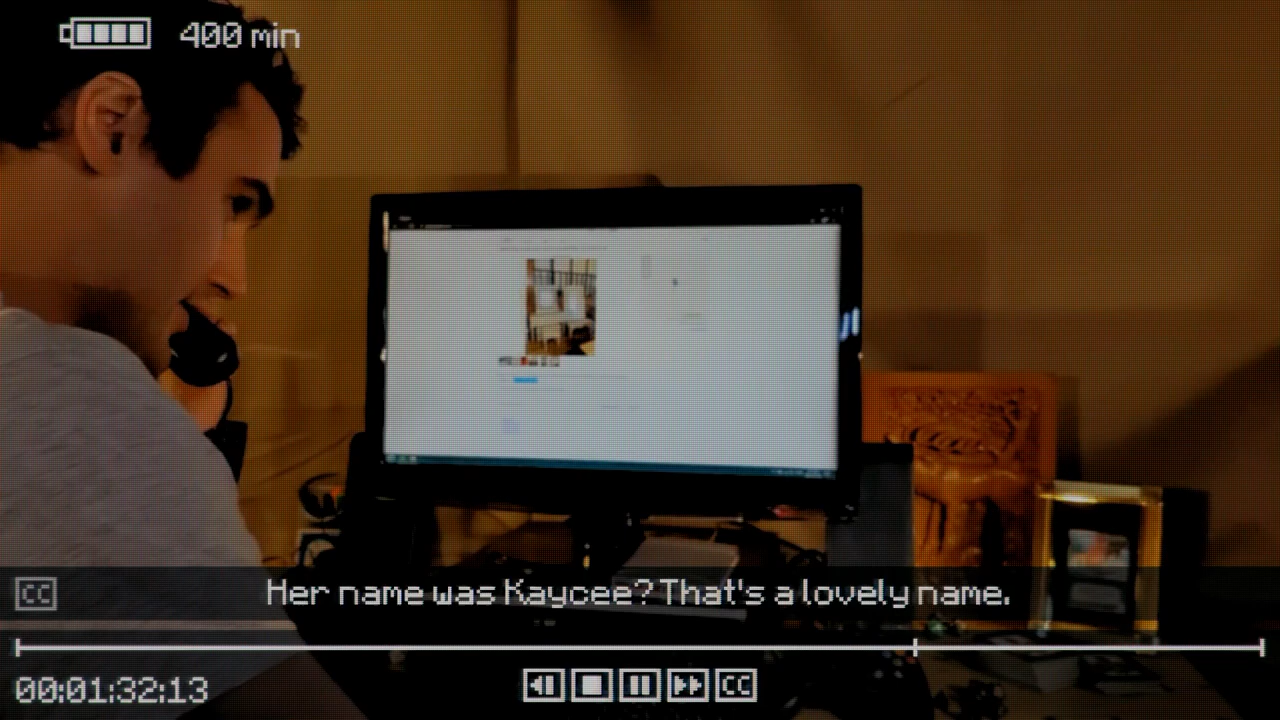 400 min
CC
Her name was Kaycee? That's a lovely name.
00:01:32:13
CC